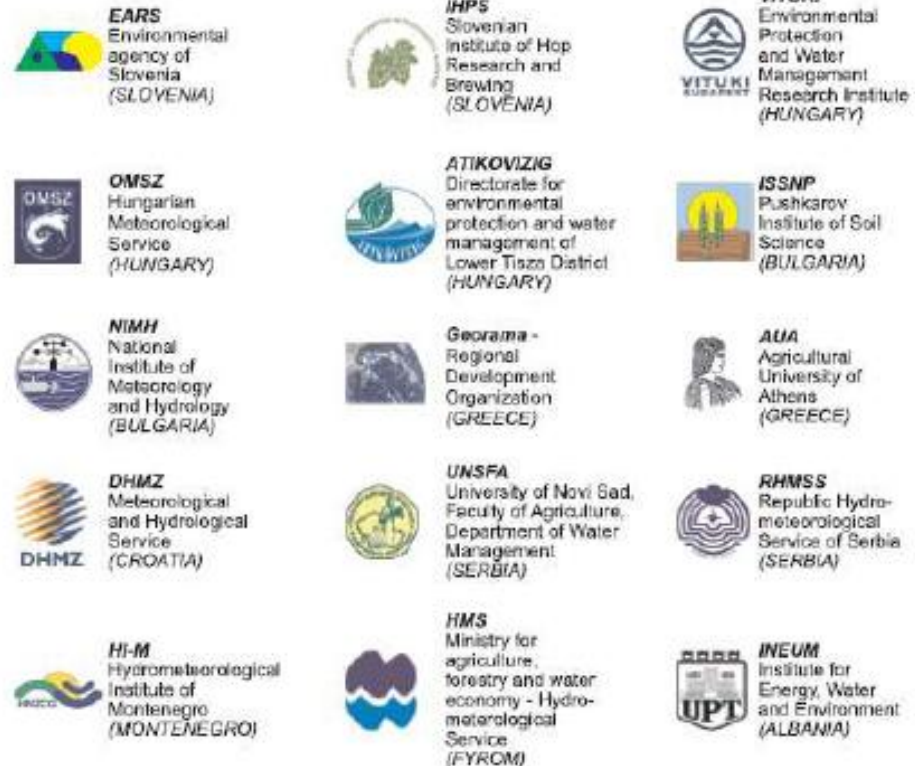 EARS
Environmental
agency of
Slovenia
(SLOVENIA)
IHPS
Slovenian
Institute of Hop
Research and
Brewing
(SLOVENIA)
VITUKI
BUDAPEST
Environmental
Protection
and Water
Management
Research Institute
(HUNGARY)
OMSZ
OMSZ
Hungarian
Meteorological
Service
(HUNGARY)
ATIKOVIZIG
Directorate for
environmental
protection and water
management of
Lower Tisza District
(HUNGARY)
ISSNP
Pushkarov
Institute of Soil
Science
(BULGARIA)
NIMH
National
Institute of
Meteorology
and Hydrology
(BULGARIA)
Georama -
Regional
Development
Organization
(GREECE)
AUA
Agricultural
University of
Athens
(GREECE)
DHMZ
DHMZ
Meteorological
and Hydrological
Service
(CROATIA)
UNSFA
University of Novi Sad,
Faculty of Agriculture,
Department of Water
Management
(SERBIA)
RHMSS
Republic Hydro-
meteorological
Service of Serbia
(SERBIA)
HI-M
Hydrometeorological
Institute of
Montenegro
(MONTENEGRO)
HMS
Ministry for
agriculture,
forestry and water
economy - Hydro-
meterological
Service
(FYROM)
UPT
INEUM
Institute for
Energy, Water
and Environment
(ALBANIA)